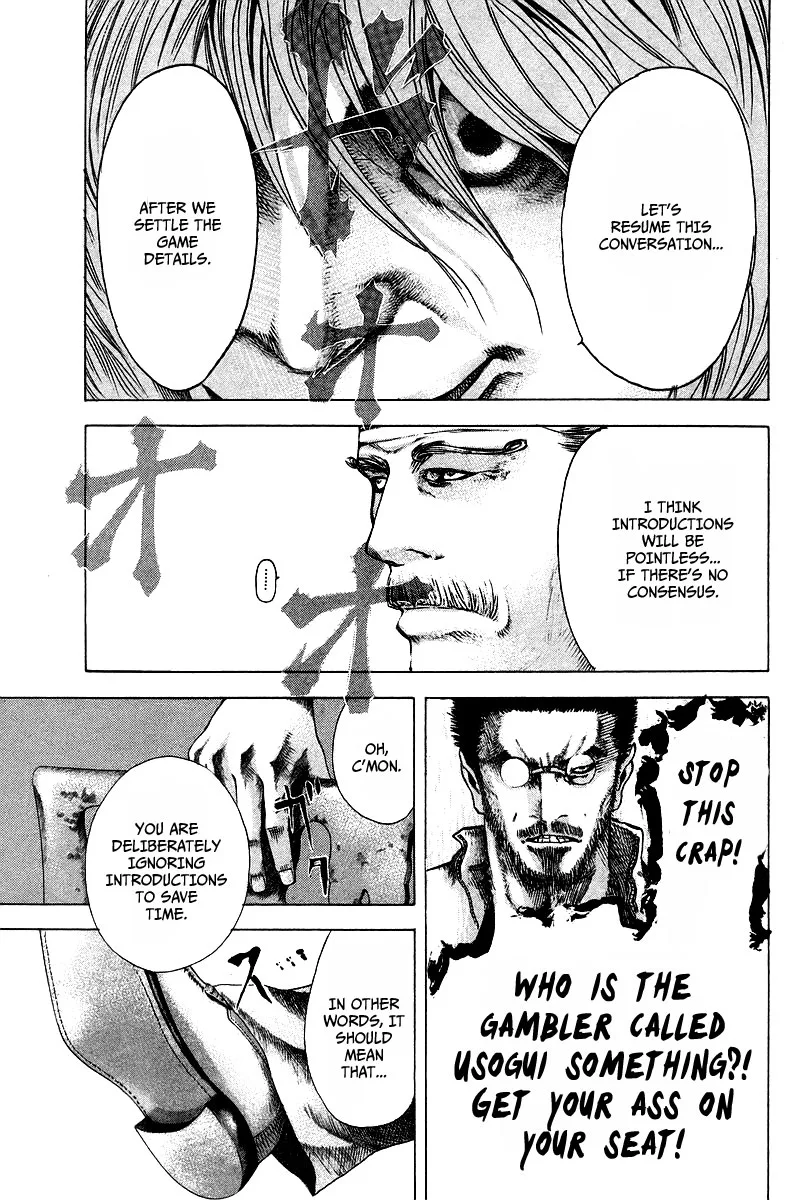 LET'S
RESUME THIS
CONVERSATION...
AFTER WE
SETTLE THE
GAME
DETAILS.
ドオオオ
I THINK
INTRODUCTIONS
WILL BE
POINTLESS...
IF THERE'S NO
CONSENSUS.
......
STOP
THIS
CRAP!
WHO IS THE
GAMBLER CALLED
USOGUI SOMETHING?!
GET YOUR ASS ON
YOUR SEAT!
OH,
C'MON.
YOU ARE
DELIBERATELY
IGNORING
INTRODUCTIONS
TO SAVE
TIME.
IN OTHER
WORDS, IT
SHOULD
MEAN
THAT...